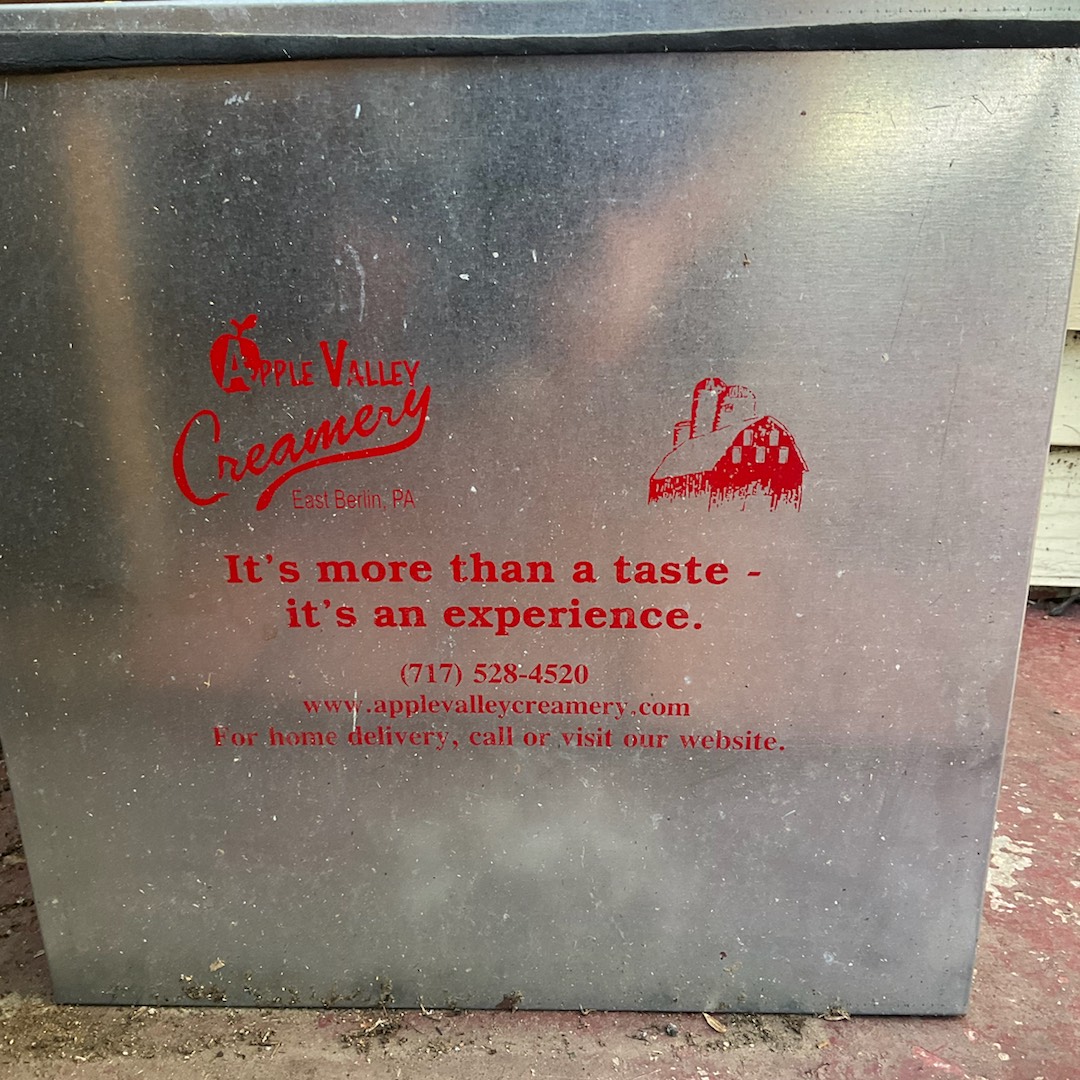 Apple Valley
Creamery
East Berlin, PA
It's more than a taste -
it's an experience.
(717) 528-4520
www.applevalleycreamery.com
For home delivery, call or visit our website.